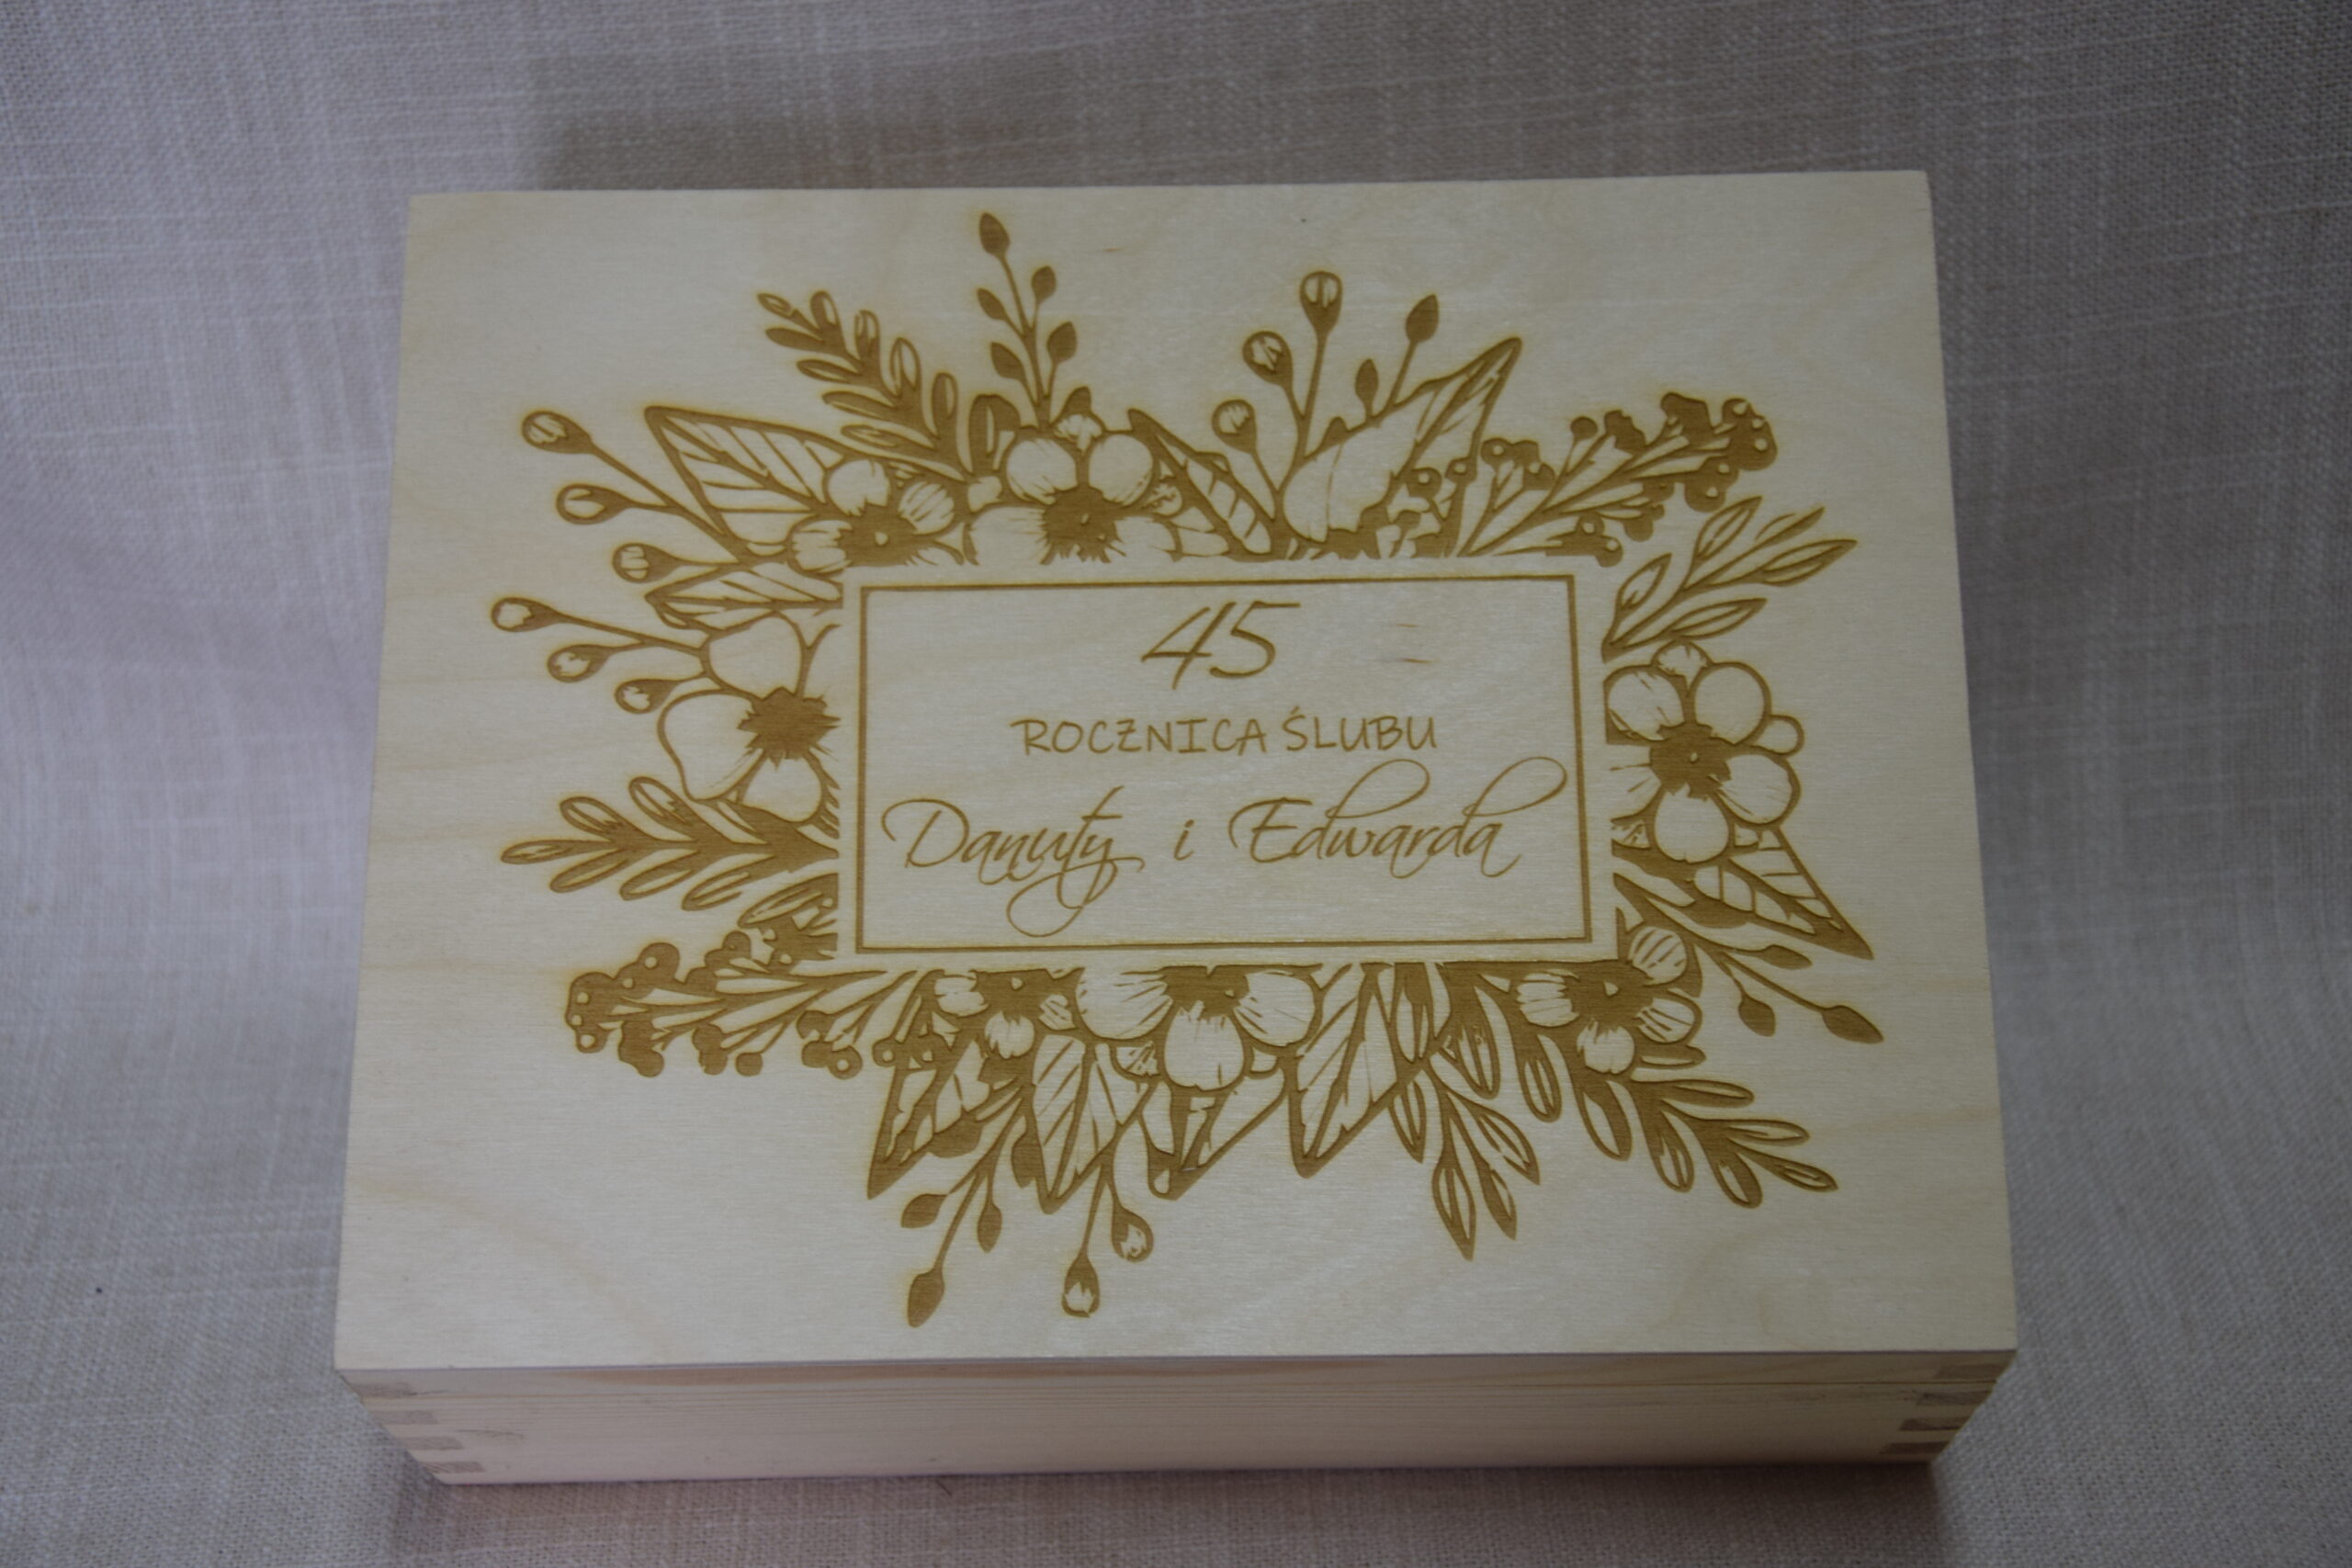 45
ROCZNICA ŚLUBU
Danuty i Edwarda